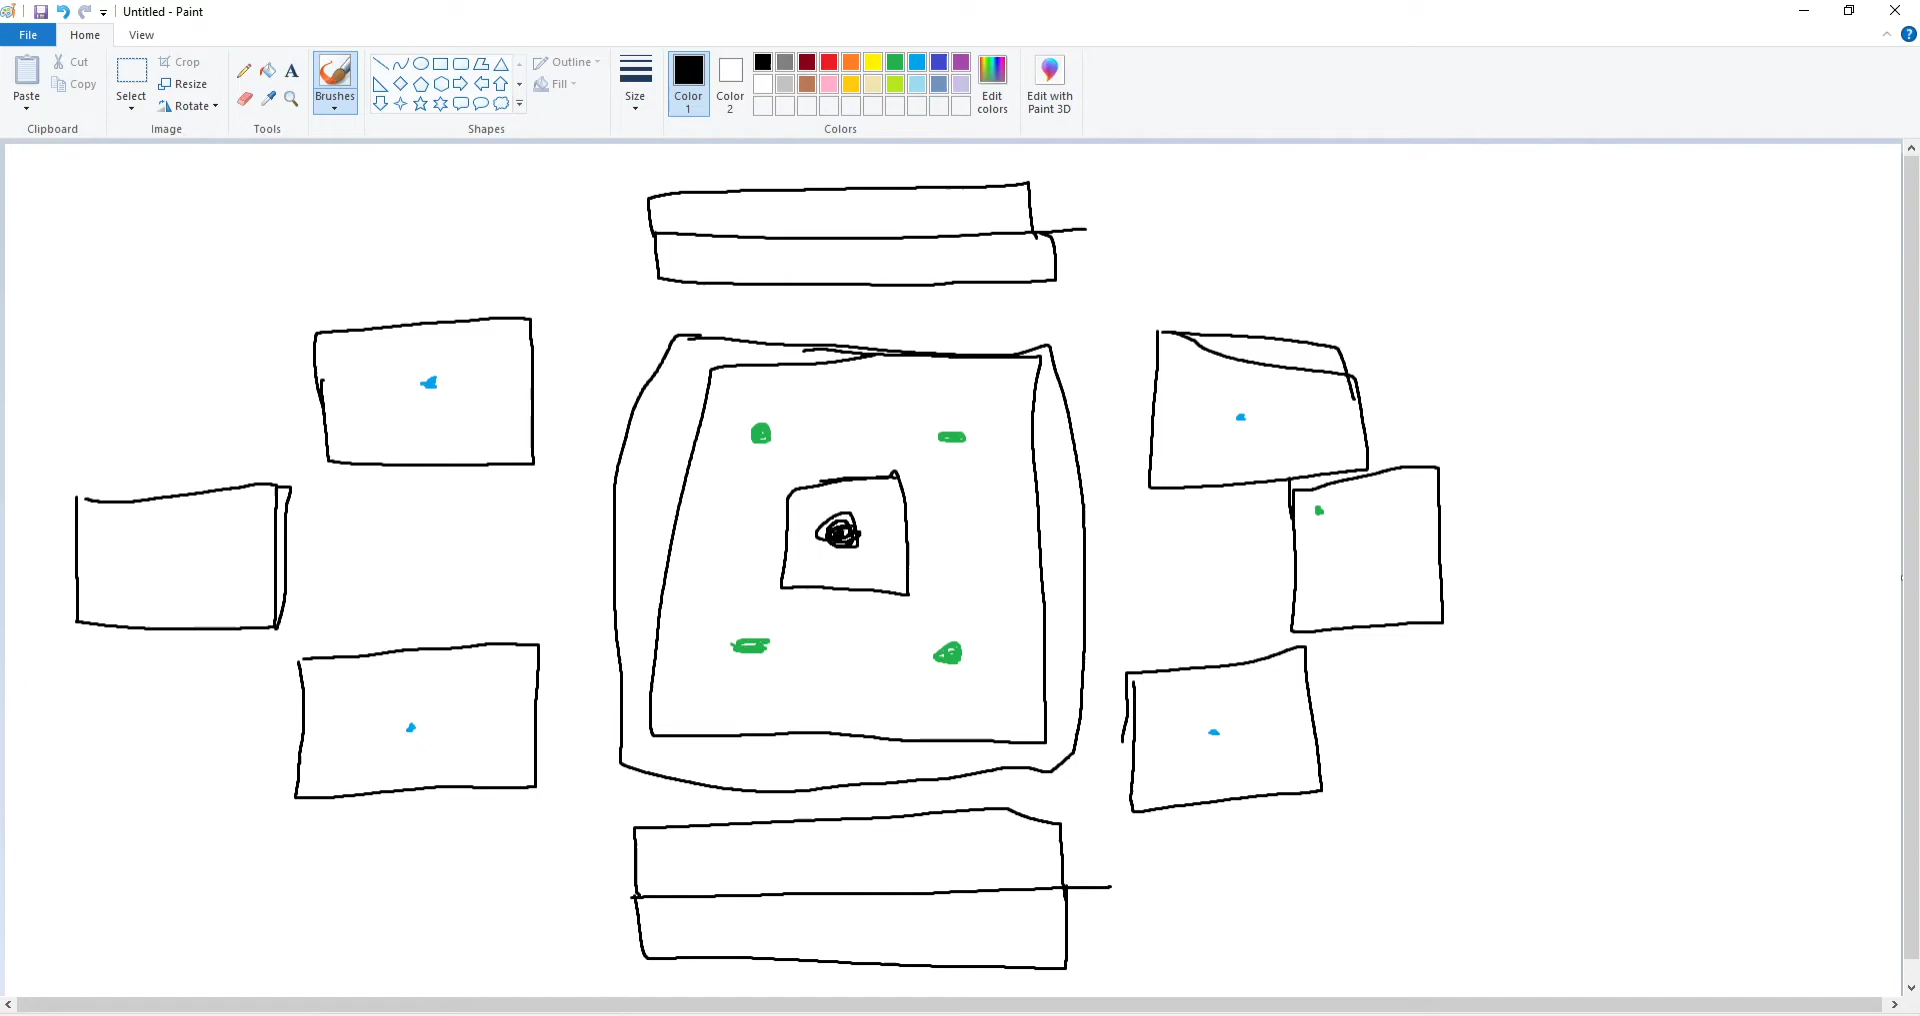 Untitled - Paint
File Home View
Paste Cut Copy Clipboard
Select Crop Resize Rotate Image
Tools
Brushes
Outline Fill Shapes
Size
Color 1 Color 2 Edit colors Colors
Edit with Paint 3D